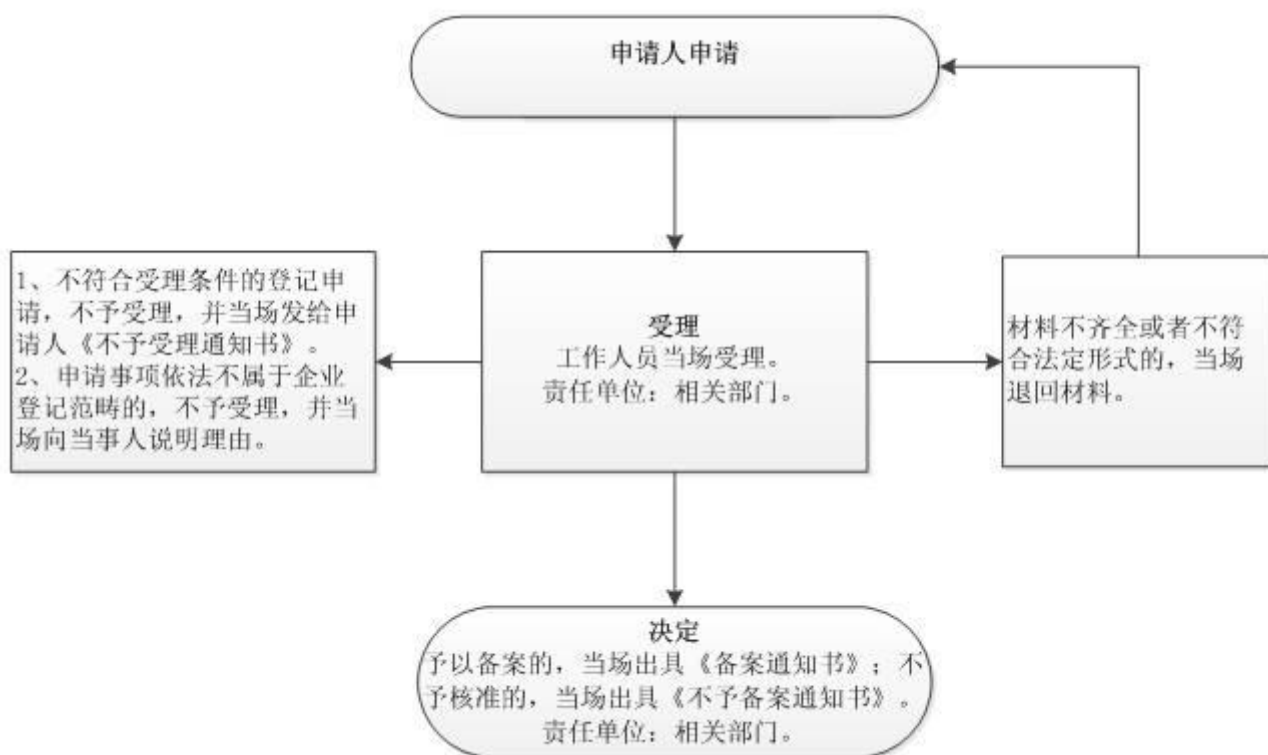 申请人申请
1、不符合受理条件的登记申
请，不予受理，并当场发给申
请人《不予受理通知书》。
2、申请事项依法不属于企业
登记范畴的，不予受理，并当
场向当事人说明理由。
受理
工作人员当场受理。
责任单位：相关部门。
材料不齐全或者不符
合法定形式的，当场
退回材料。
决定
予以备案的，当场出具《备案通知书》；不
予核准的，当场出具《不予备案通知书》。
责任单位：相关部门。